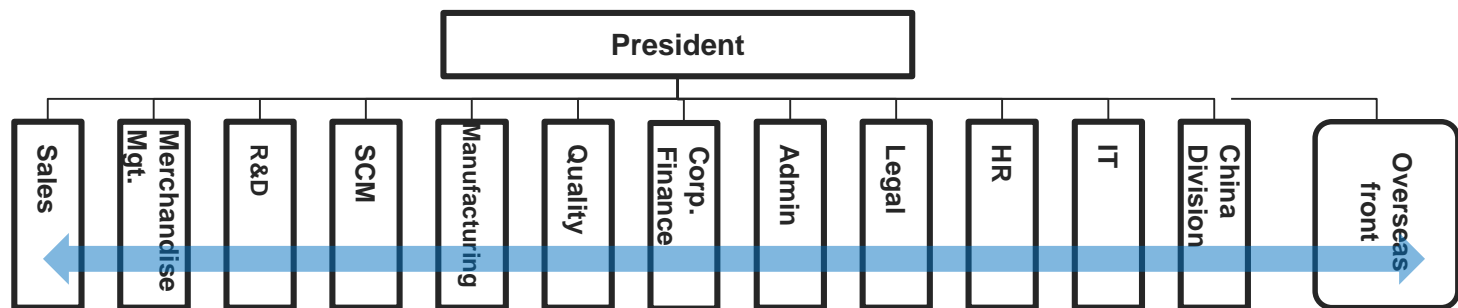 President
Sales
Merchandise
Mgt.
R&D
SCM
Manufacturing
Quality
Corp.
Finance
Admin
Legal
HR
IT
China
Division
Overseas
front